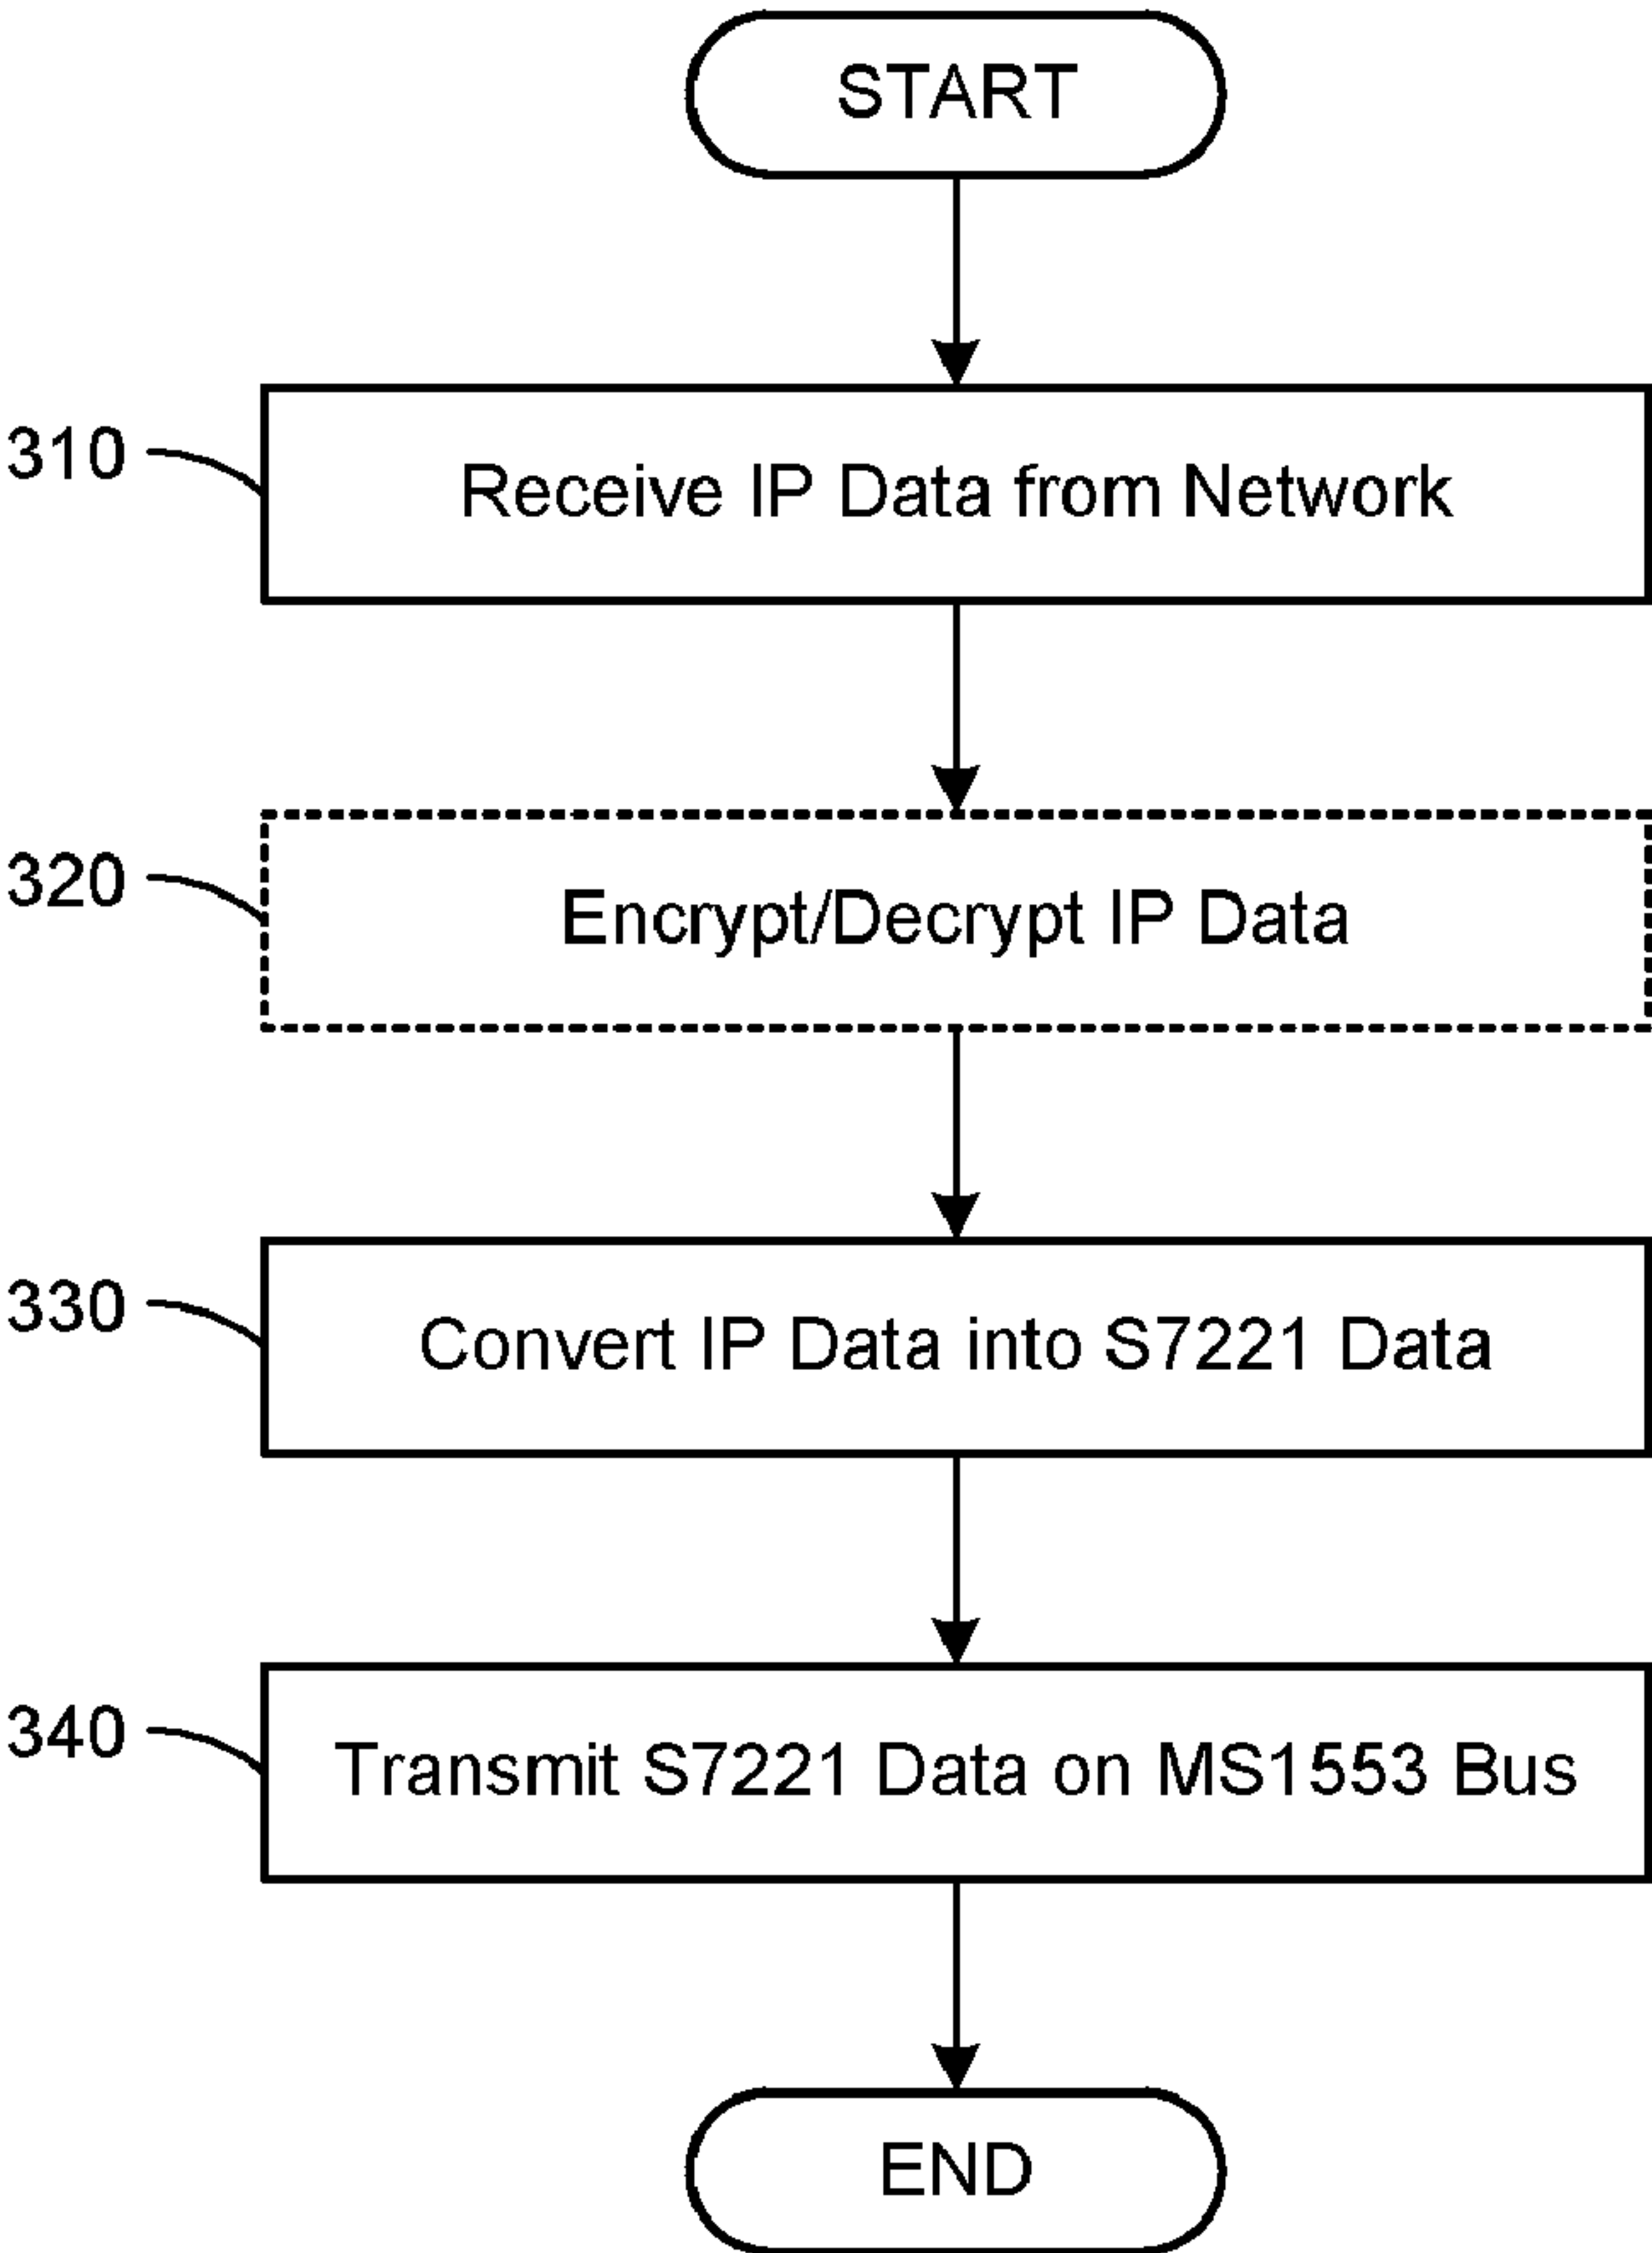 START
310
Receive IP Data from Network
320
Encrypt/Decrypt IP Data
330
Convert IP Data into S7221 Data
340
Transmit S7221 Data on MS1553 Bus
END